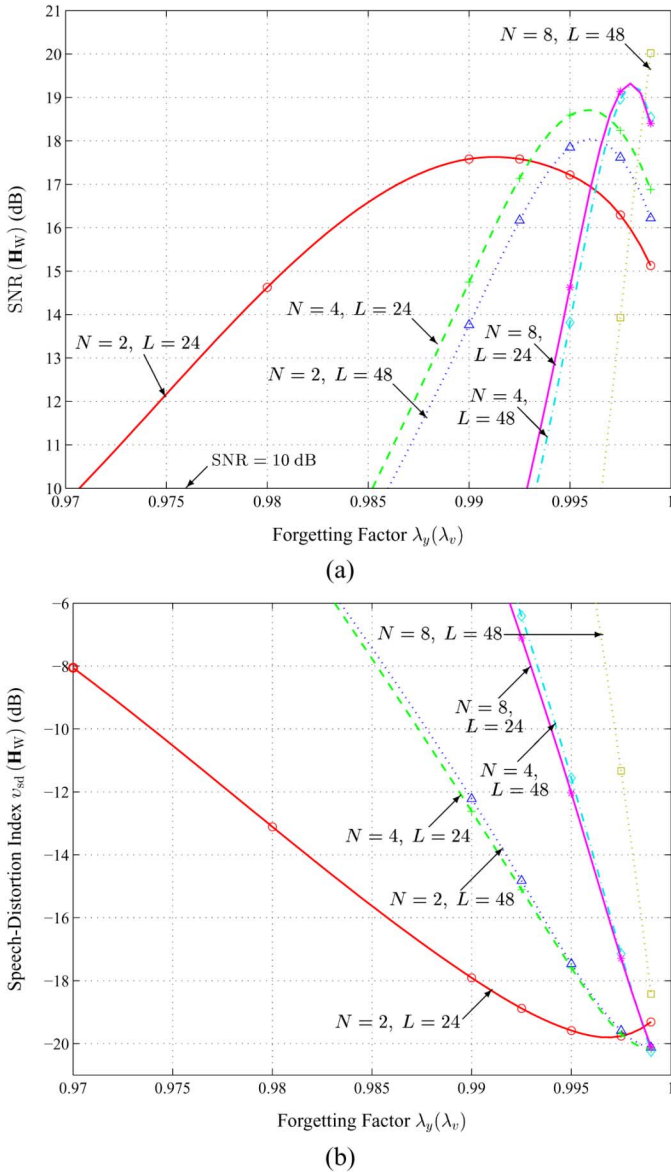 21
20
19
18
17
16
15
14
13
12
11
10
SNR (H_W) (dB)
N = 8, L = 48
N = 4, L = 24
N = 2, L = 24
N = 2, L = 48
N = 8,
L = 24
N = 4,
L = 48
SNR = 10 dB
0.97 0.975 0.98 0.985 0.99 0.995 1
Forgetting Factor λ_y(λ_v)
(a)
−6
−8
−10
−12
−14
−16
−18
−20
Speech-Distortion Index υ_sd (H_W) (dB)
N = 8, L = 48
N = 8,
L = 24
N = 4,
L = 48
N = 4, L = 24
N = 2, L = 48
N = 2, L = 24
0.97 0.975 0.98 0.985 0.99 0.995 1
Forgetting Factor λ_y(λ_v)
(b)